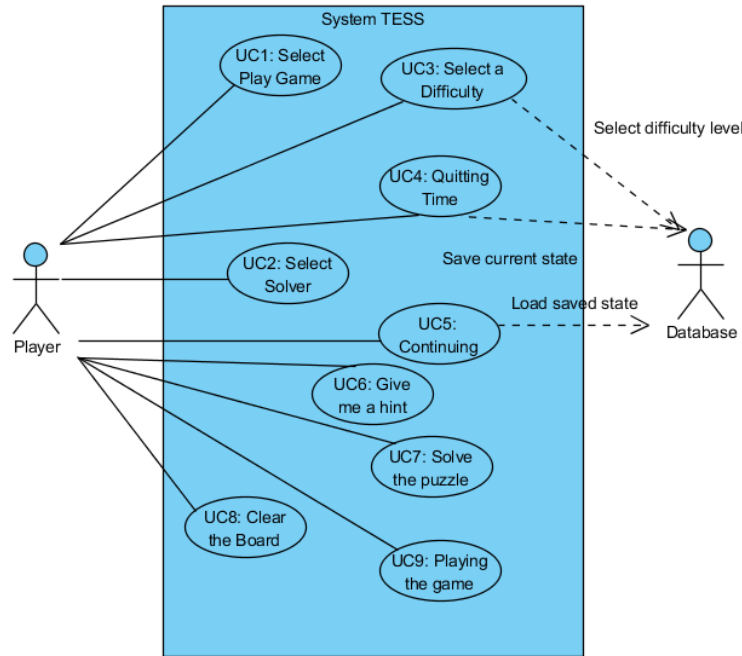 System TESS
UC1: Select
Play Game
UC3: Select a
Difficulty
Select difficulty level
UC4: Quitting
Time
UC2: Select
Solver
Save current state
Load saved state
UC5:
Continuing
Player
Database
UC6: Give
me a hint
UC7: Solve
the puzzle
UC8: Clear
the Board
UC9: Playing
the game